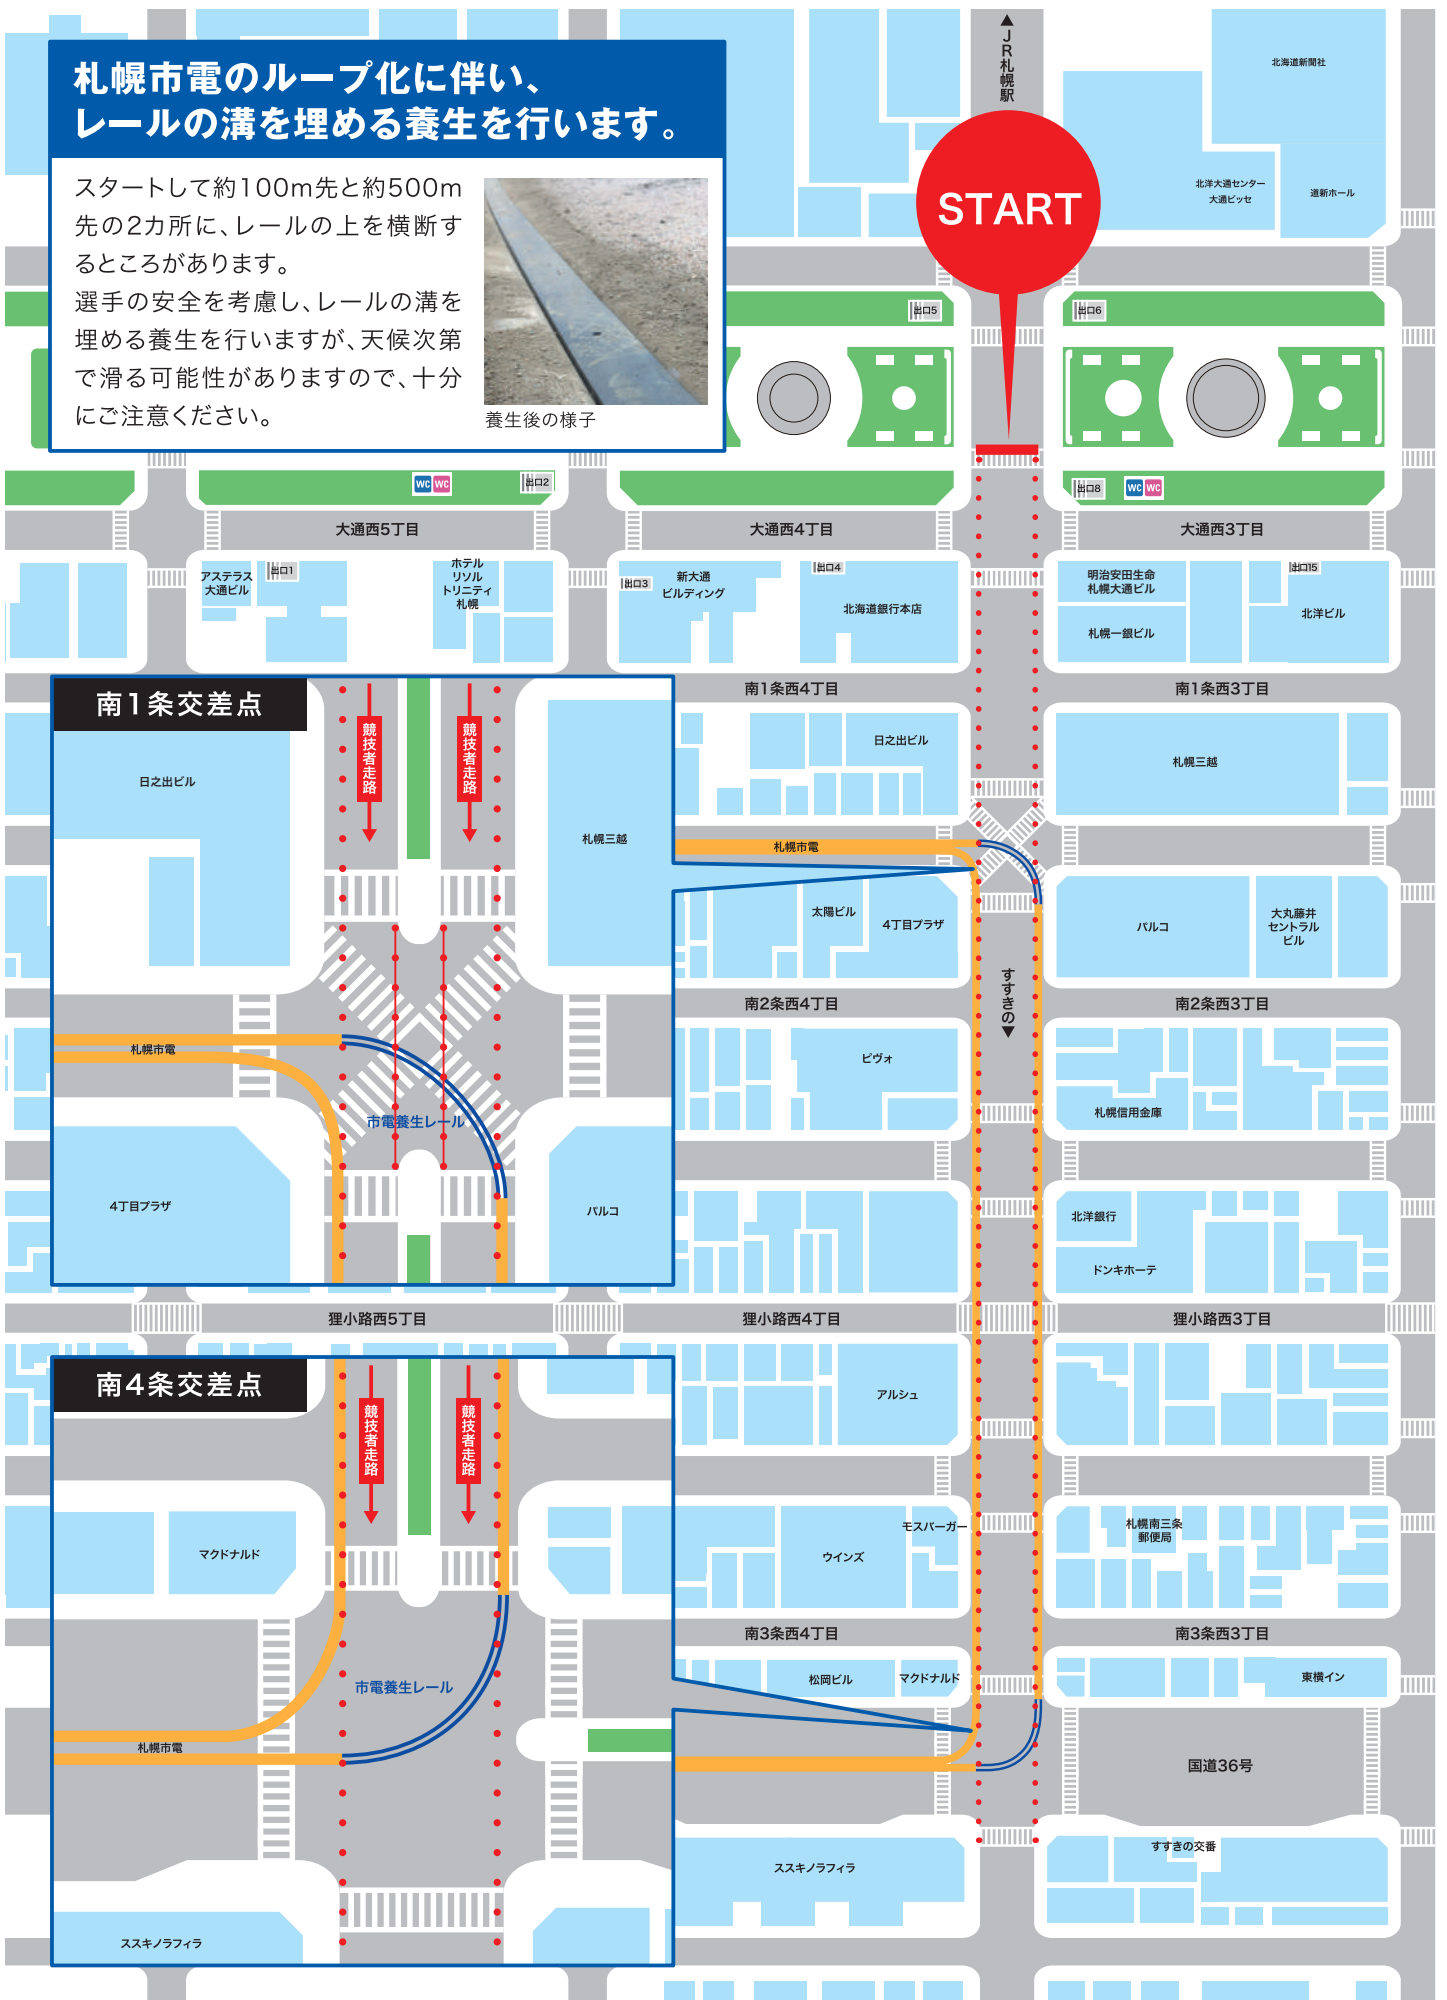 ▲JR札幌駅
北海道新聞社
札幌市電のループ化に伴い、
レールの溝を埋める養生を行います。
スタートして約100m先と約500m
先の2カ所に、レールの上を横断す
るところがあります。
選手の安全を考慮し、レールの溝を
埋める養生を行いますが、天候次第
で滑る可能性がありますので、十分
にご注意ください。
養生後の様子
START
北洋大通センター
大通ビッセ
道新ホール
出口5
出口6
WC WC
出口2
出口8
WC WC
大通西5丁目
大通西4丁目
大通西3丁目
アステラス
大通ビル
出口1
ホテル
リソル
トリニティ
札幌
出口3
新大通
ビルディング
出口4
北海道銀行本店
明治安田生命
札幌大通ビル
札幌一銀ビル
出口15
北洋ビル
南1条西4丁目
南1条西3丁目
南1条交差点
日之出ビル
競技者走路
競技者走路
札幌三越
札幌市電
市電養生レール
4丁目プラザ
パルコ
日之出ビル
札幌三越
札幌市電
太陽ビル
4丁目プラザ
パルコ
大丸藤井
セントラル
ビル
すすきの▼
南2条西4丁目
南2条西3丁目
ピヴォ
札幌信用金庫
北洋銀行
ドンキホーテ
狸小路西5丁目
狸小路西4丁目
狸小路西3丁目
南4条交差点
競技者走路
競技者走路
マクドナルド
市電養生レール
札幌市電
ススキノラフィラ
アルシュ
モスバーガー
ウインズ
札幌南三条
郵便局
南3条西4丁目
南3条西3丁目
松岡ビル
マクドナルド
東横イン
国道36号
ススキノラフィラ
すすきの交番